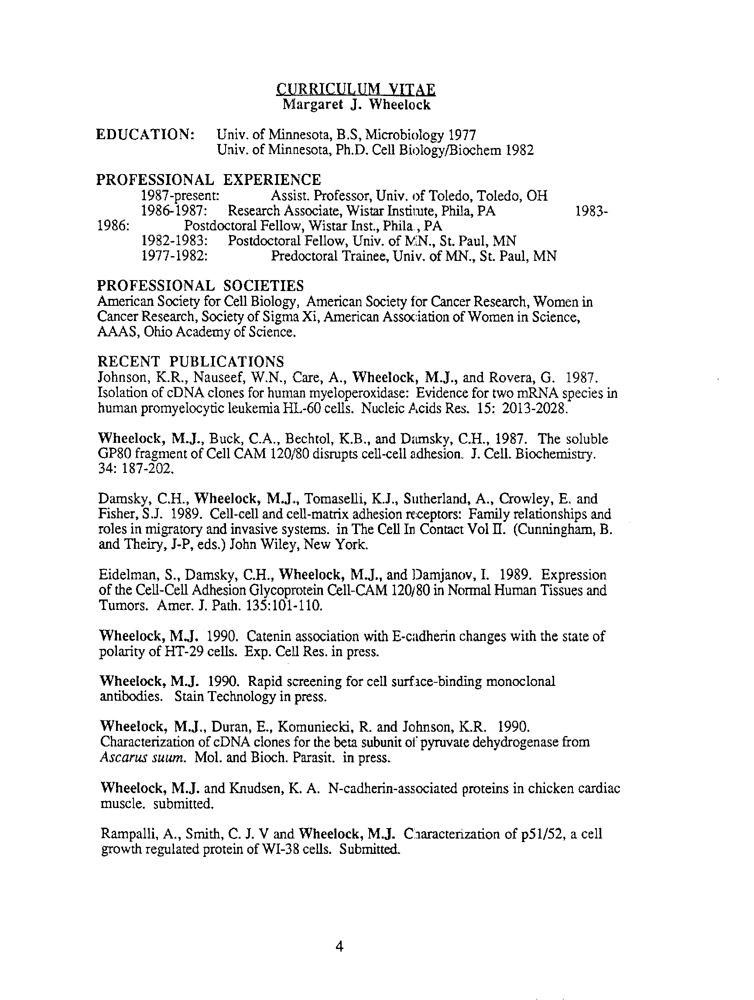 CURRICULUM VITAE
Margaret J. Wheelock
EDUCATION: Univ. of Minnesota, B.S, Microbiology 1977
Univ. of Minnesota, Ph.D. Cell Biology/Biochem 1982
PROFESSIONAL EXPERIENCE
1987-present: Assist. Professor, Univ. of Toledo, Toledo, OH
1986-1987: Research Associate, Wistar Institute, Phila, PA 1983-
1986: Postdoctoral Fellow, Wistar Inst., Phila., PA
1982-1983: Postdoctoral Fellow, Univ. of MN., St. Paul, MN
1977-1982: Predoctoral Trainee, Univ. of MN., St. Paul, MN
PROFESSIONAL SOCIETIES
American Society for Cell Biology, American Society for Cancer Research, Women in
Cancer Research, Society of Sigma Xi, American Association of Women in Science,
AAAS, Ohio Academy of Science.
RECENT PUBLICATIONS
Johnson, K.R., Nauseef, W.N., Care, A., Wheelock, M.J., and Rovera, G. 1987.
Isolation of cDNA clones for human myeloperoxidase: Evidence for two mRNA species in
human promyelocytic leukemia HL-60 cells. Nucleic Acids Res. 15: 2013-2028.
Wheelock, M.J., Buck, C.A., Bechtol, K.B., and Damsky, C.H., 1987. The soluble
GP80 fragment of Cell CAM 120/80 disrupts cell-cell adhesion. J. Cell. Biochemistry.
34: 187-202.
Damsky, C.H., Wheelock, M.J., Tomaselli, K.J., Sutherland, A., Crowley, E. and
Fisher, S.J. 1989. Cell-cell and cell-matrix adhesion receptors: Family relationships and
roles in migratory and invasive systems. in The Cell In Contact Vol II. (Cunningham, B.
and Theiry, J-P, eds.) John Wiley, New York.
Eidelman, S., Damsky, C.H., Wheelock, M.J., and Damjanov, I. 1989. Expression
of the Cell-Cell Adhesion Glycoprotein Cell-CAM 120/80 in Normal Human Tissues and
Tumors. Amer. J. Path. 135:101-110.
Wheelock, M.J. 1990. Catenin association with E-cadherin changes with the state of
polarity of HT-29 cells. Exp. Cell Res. in press.
Wheelock, M.J. 1990. Rapid screening for cell surface-binding monoclonal
antibodies. Stain Technology in press.
Wheelock, M.J., Duran, E., Komuniecki, R. and Johnson, K.R. 1990.
Characterization of cDNA clones for the beta subunit of pyruvate dehydrogenase from
Ascarus suum. Mol. and Bioch. Parasit. in press.
Wheelock, M.J. and Knudsen, K. A. N-cadherin-associated proteins in chicken cardiac
muscle. submitted.
Rampalli, A., Smith, C. J. V and Wheelock, M.J. Characterization of p51/52, a cell
growth regulated protein of WI-38 cells. Submitted.
4